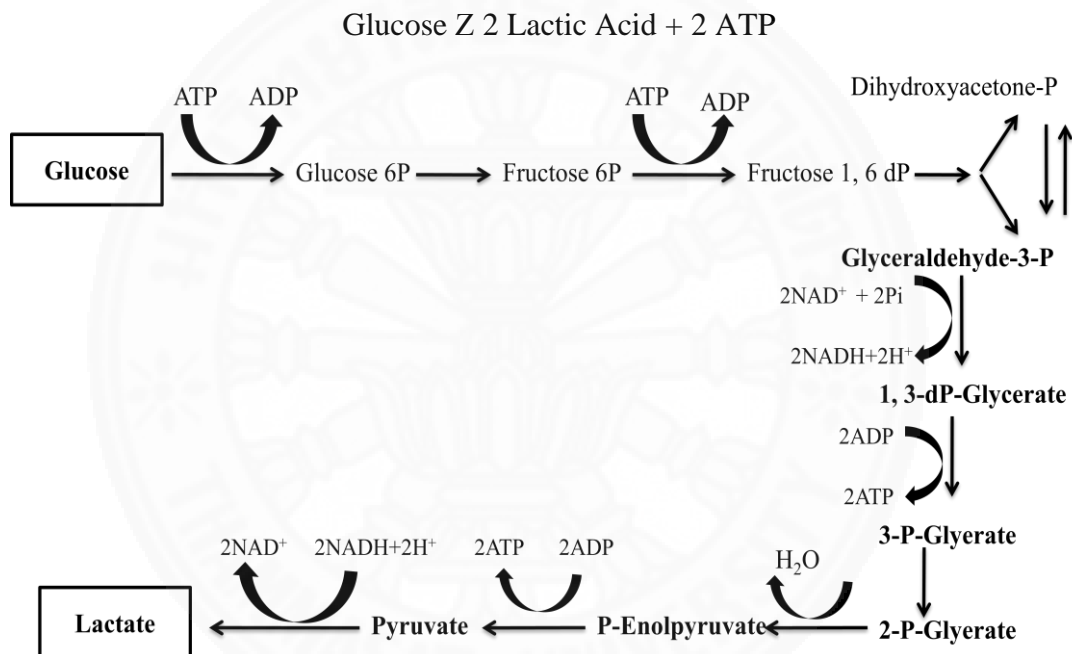 Glucose Z 2 Lactic Acid + 2 ATP
Dihydroxyacetone-P
ATP ADP ATP ADP
Glucose Glucose 6P Fructose 6P Fructose 1, 6 dP
Glyceraldehyde-3-P
2NAD⁺ + 2Pi
2NADH+2H⁺
1, 3-dP-Glycerate
2ADP
2ATP
3-P-Glyerate
2NAD⁺ 2NADH+2H⁺ 2ATP 2ADP H₂O
Lactate Pyruvate P-Enolpyruvate 2-P-Glyerate